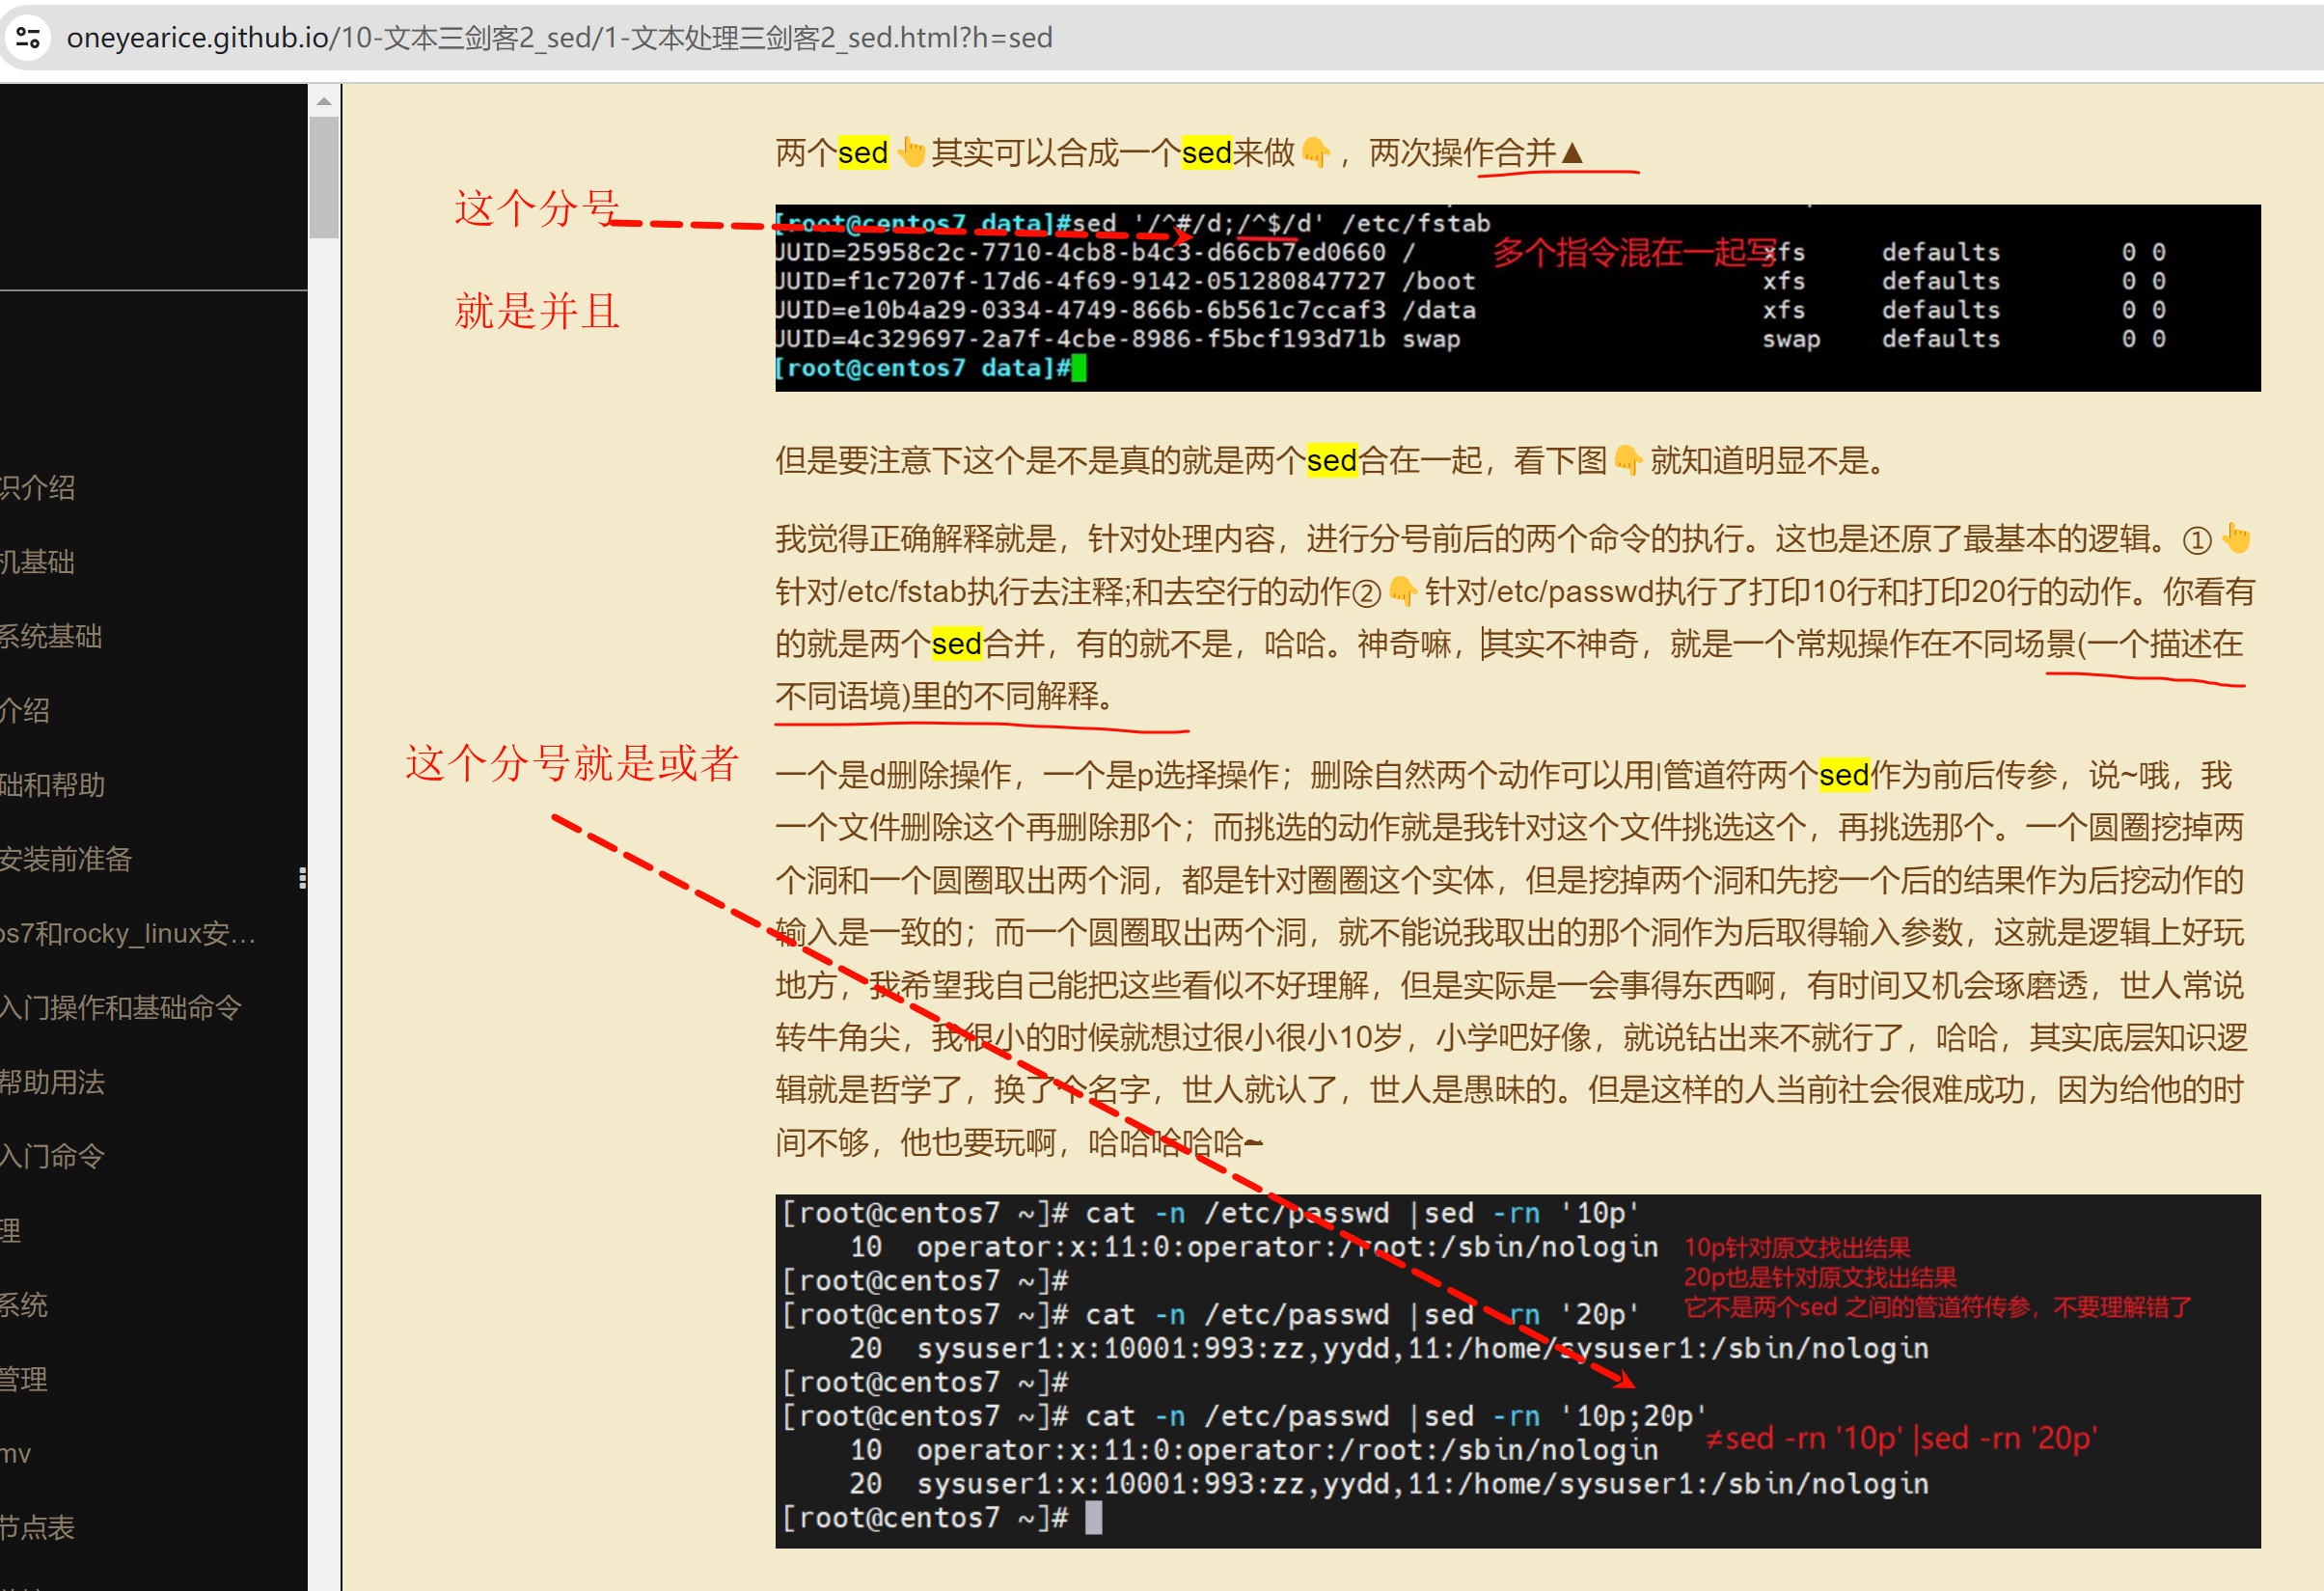 oneyearice.github.io/10-文本三剑客2_sed/1-文本处理三剑客2_sed.html?h=sed
识介绍
机基础
系统基础
介绍
础和帮助
安装前准备
os7和rocky_linux安...
入门操作和基础命令
帮助用法
入门命令
理
系统
管理
mv
节点表
两个sed👆其实可以合成一个sed来做👇，两次操作合并▲
这个分号
就是并且
[root@centos7 data]#sed '/^#/d;/^$/d' /etc/fstab
多个指令混在一起写
UUID=25958c2c-7710-4cb8-b4c3-d66cb7ed0660 / xfs defaults 0 0
UUID=f1c7207f-17d6-4f69-9142-051280847727 /boot xfs defaults 0 0
UUID=e10b4a29-0334-4749-866b-6b561c7ccaf3 /data xfs defaults 0 0
UUID=4c329697-2a7f-4cbe-8986-f5bcf193d71b swap swap defaults 0 0
[root@centos7 data]#
但是要注意下这个是不是真的就是两个sed合在一起，看下图👇就知道明显不是。
我觉得正确解释就是，针对处理内容，进行分号前后的两个命令的执行。这也是还原了最基本的逻辑。①👆
针对/etc/fstab执行去注释;和去空行的动作②👇针对/etc/passwd执行了打印10行和打印20行的动作。你看有
的就是两个sed合并，有的就不是，哈哈。神奇嘛，其实不神奇，就是一个常规操作在不同场景(一个描述在
不同语境)里的不同解释。
这个分号就是或者
一个是d删除操作，一个是p选择操作；删除自然两个动作可以用|管道符两个sed作为前后传参，说~哦，我
一个文件删除这个再删除那个；而挑选的动作就是我针对这个文件挑选这个，再挑选那个。一个圆圈挖掉两
个洞和一个圆圈取出两个洞，都是针对圈圈这个实体，但是挖掉两个洞和先挖一个后的结果作为后挖动作的
输入是一致的；而一个圆圈取出两个洞，就不能说我取出的那个洞作为后取得输入参数，这就是逻辑上好玩
地方，我希望我自己能把这些看似不好理解，但是实际是一会事得东西啊，有时间又机会琢磨透，世人常说
转牛角尖，我很小的时候就想过很小很小10岁，小学吧好像，就说钻出来不就行了，哈哈，其实底层知识逻
辑就是哲学了，换了个名字，世人就认了，世人是愚昧的。但是这样的人当前社会很难成功，因为给他的时
间不够，他也要玩啊，哈哈哈哈哈~
[root@centos7 ~]# cat -n /etc/passwd |sed -rn '10p'
10 operator:x:11:0:operator:/root:/sbin/nologin
10p针对原文找出结果
[root@centos7 ~]#
20p也是针对原文找出结果
它不是两个sed 之间的管道符传参，不要理解错了
[root@centos7 ~]# cat -n /etc/passwd |sed -rn '20p'
20 sysuser1:x:10001:993:zz,yydd,11:/home/sysuser1:/sbin/nologin
[root@centos7 ~]#
[root@centos7 ~]# cat -n /etc/passwd |sed -rn '10p;20p'
≠sed -rn '10p' |sed -rn '20p'
10 operator:x:11:0:operator:/root:/sbin/nologin
20 sysuser1:x:10001:993:zz,yydd,11:/home/sysuser1:/sbin/nologin
[root@centos7 ~]#